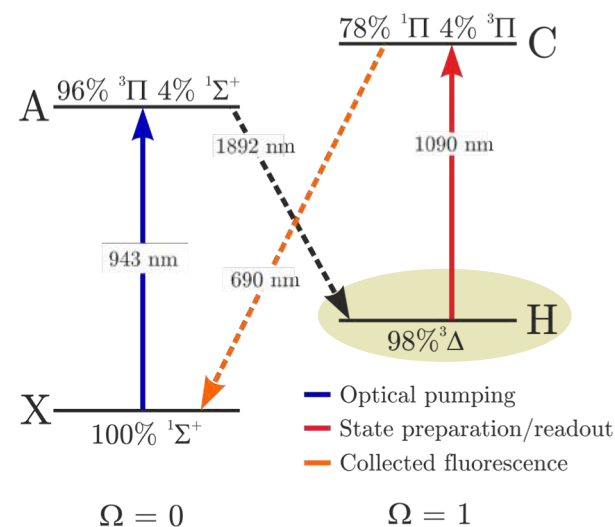 78% ¹Π 4% ³Π
C
96% ³Π 4% ¹Σ⁺
A
1892 nm
1090 nm
943 nm
690 nm
H
98%³Δ
X
100% ¹Σ⁺
Optical pumping
State preparation/readout
Collected fluorescence
Ω = 0
Ω = 1